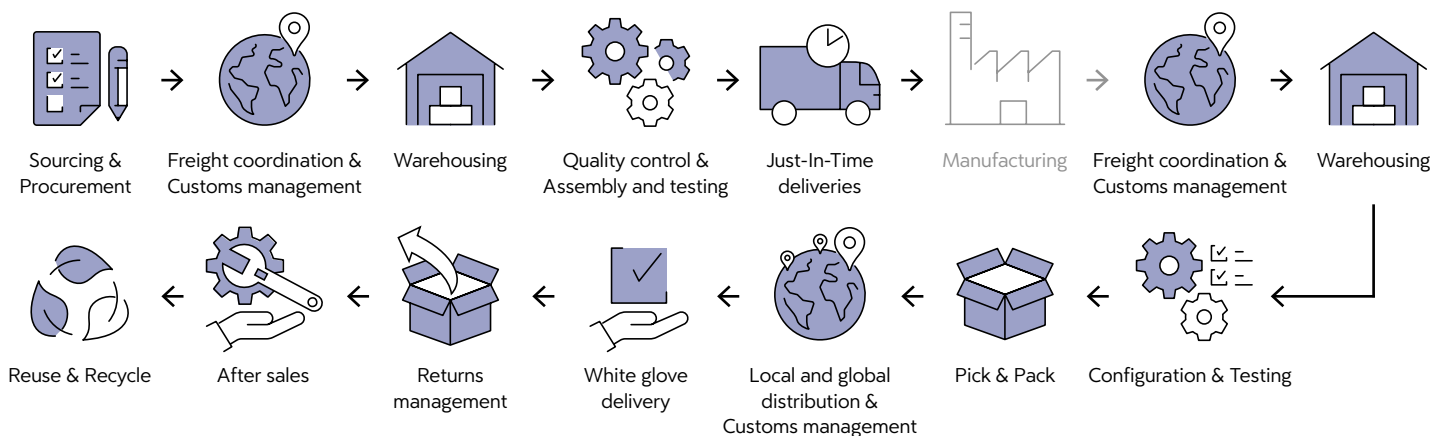 Sourcing &
Procurement
Freight coordination &
Customs management
Warehousing
Quality control &
Assembly and testing
Just-In-Time
deliveries
Manufacturing
Freight coordination &
Customs management
Warehousing
Configuration & Testing
Pick & Pack
Local and global
distribution &
Customs management
White glove
delivery
Returns
management
After sales
Reuse & Recycle